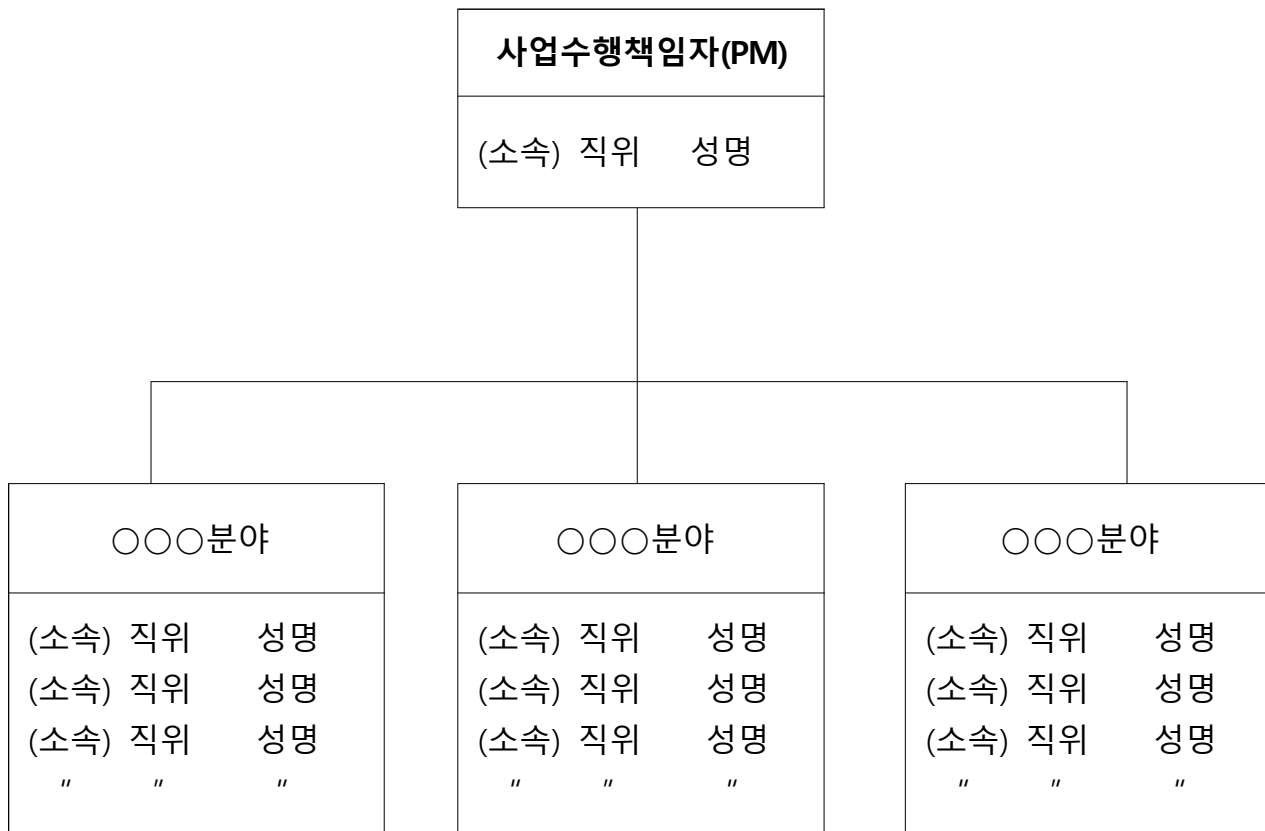 사업수행책임자(PM)
(소속) 직위 성명
○○○분야
(소속) 직위 성명
(소속) 직위 성명
(소속) 직위 성명
〃 〃 〃
○○○분야
(소속) 직위 성명
(소속) 직위 성명
(소속) 직위 성명
〃 〃 〃
○○○분야
(소속) 직위 성명
(소속) 직위 성명
(소속) 직위 성명
〃 〃 〃